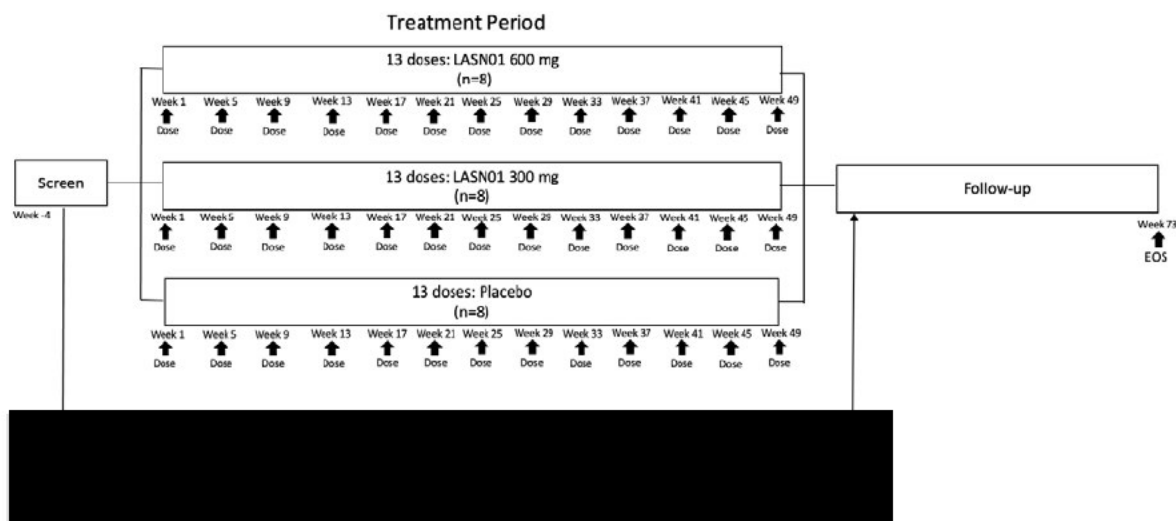 Treatment Period
13 doses: LASN01 600 mg
(n=8)
Week 1 Week 5 Week 9 Week 13 Week 17 Week 21 Week 25 Week 29 Week 33 Week 37 Week 41 Week 45 Week 49
Dose Dose Dose Dose Dose Dose Dose Dose Dose Dose Dose Dose Dose
Screen
Week -4
13 doses: LASN01 300 mg
(n=8)
Week 1 Week 5 Week 9 Week 13 Week 17 Week 21 Week 25 Week 29 Week 33 Week 37 Week 41 Week 45 Week 49
Dose Dose Dose Dose Dose Dose Dose Dose Dose Dose Dose Dose Dose
Follow-up
Week 73
EOS
13 doses: Placebo
(n=8)
Week 1 Week 5 Week 9 Week 13 Week 17 Week 21 Week 25 Week 29 Week 33 Week 37 Week 41 Week 45 Week 49
Dose Dose Dose Dose Dose Dose Dose Dose Dose Dose Dose Dose Dose